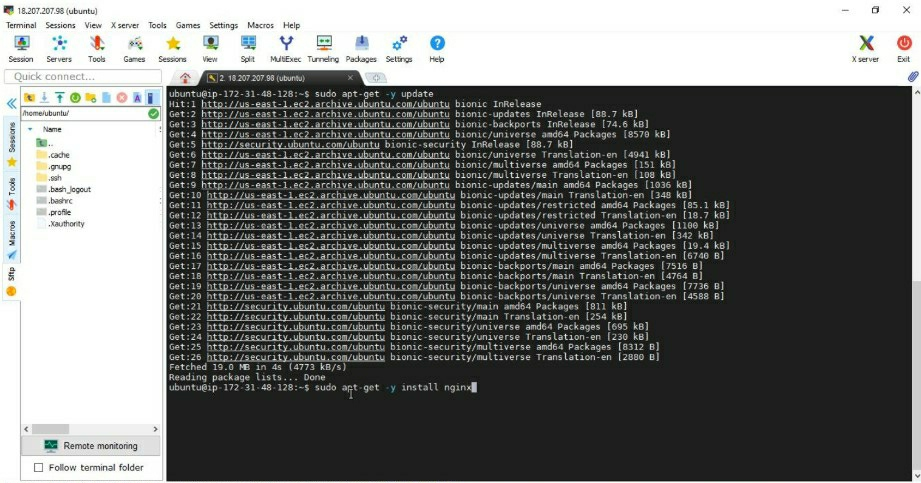 18.207.207.98 (ubuntu)
Terminal Sessions View X server Tools Games Settings Macros Help
Session Servers Tools Games Sessions View Split MultiExec Tunneling Packages Settings Help X server Exit
Quick connect...
2. 18.207.207.98 (ubuntu)
/home/ubuntu/
Name
..
.cache
.gnupg
.ssh
.bash_logout
.bashrc
.profile
.Xauthority
Sessions
Tools
Macros
Sftp
Remote monitoring
Follow terminal folder
ubuntu@ip-172-31-48-128:~$ sudo apt-get -y update
Hit:1 http://us-east-1.ec2.archive.ubuntu.com/ubuntu bionic InRelease
Get:2 http://us-east-1.ec2.archive.ubuntu.com/ubuntu bionic-updates InRelease [88.7 kB]
Get:3 http://us-east-1.ec2.archive.ubuntu.com/ubuntu bionic-backports InRelease [74.6 kB]
Get:4 http://us-east-1.ec2.archive.ubuntu.com/ubuntu bionic/universe amd64 Packages [8570 kB]
Get:5 http://security.ubuntu.com/ubuntu bionic-security InRelease [88.7 kB]
Get:6 http://us-east-1.ec2.archive.ubuntu.com/ubuntu bionic/universe Translation-en [4941 kB]
Get:7 http://us-east-1.ec2.archive.ubuntu.com/ubuntu bionic/multiverse amd64 Packages [151 kB]
Get:8 http://us-east-1.ec2.archive.ubuntu.com/ubuntu bionic/multiverse Translation-en [108 kB]
Get:9 http://us-east-1.ec2.archive.ubuntu.com/ubuntu bionic-updates/main amd64 Packages [1036 kB]
Get:10 http://us-east-1.ec2.archive.ubuntu.com/ubuntu bionic-updates/main Translation-en [348 kB]
Get:11 http://us-east-1.ec2.archive.ubuntu.com/ubuntu bionic-updates/restricted amd64 Packages [85.1 kB]
Get:12 http://us-east-1.ec2.archive.ubuntu.com/ubuntu bionic-updates/restricted Translation-en [18.7 kB]
Get:13 http://us-east-1.ec2.archive.ubuntu.com/ubuntu bionic-updates/universe amd64 Packages [1100 kB]
Get:14 http://us-east-1.ec2.archive.ubuntu.com/ubuntu bionic-updates/universe Translation-en [342 kB]
Get:15 http://us-east-1.ec2.archive.ubuntu.com/ubuntu bionic-updates/multiverse amd64 Packages [19.4 kB]
Get:16 http://us-east-1.ec2.archive.ubuntu.com/ubuntu bionic-updates/multiverse Translation-en [6740 B]
Get:17 http://us-east-1.ec2.archive.ubuntu.com/ubuntu bionic-backports/main amd64 Packages [7516 B]
Get:18 http://us-east-1.ec2.archive.ubuntu.com/ubuntu bionic-backports/main Translation-en [4764 B]
Get:19 http://us-east-1.ec2.archive.ubuntu.com/ubuntu bionic-backports/universe amd64 Packages [7736 B]
Get:20 http://us-east-1.ec2.archive.ubuntu.com/ubuntu bionic-backports/universe Translation-en [4588 B]
Get:21 http://security.ubuntu.com/ubuntu bionic-security/main amd64 Packages [811 kB]
Get:22 http://security.ubuntu.com/ubuntu bionic-security/main Translation-en [254 kB]
Get:23 http://security.ubuntu.com/ubuntu bionic-security/universe amd64 Packages [695 kB]
Get:24 http://security.ubuntu.com/ubuntu bionic-security/universe Translation-en [230 kB]
Get:25 http://security.ubuntu.com/ubuntu bionic-security/multiverse amd64 Packages [8312 B]
Get:26 http://security.ubuntu.com/ubuntu bionic-security/multiverse Translation-en [2880 B]
Fetched 19.0 MB in 4s (4773 kB/s)
Reading package lists... Done
ubuntu@ip-172-31-48-128:~$ sudo apt-get -y install nginx